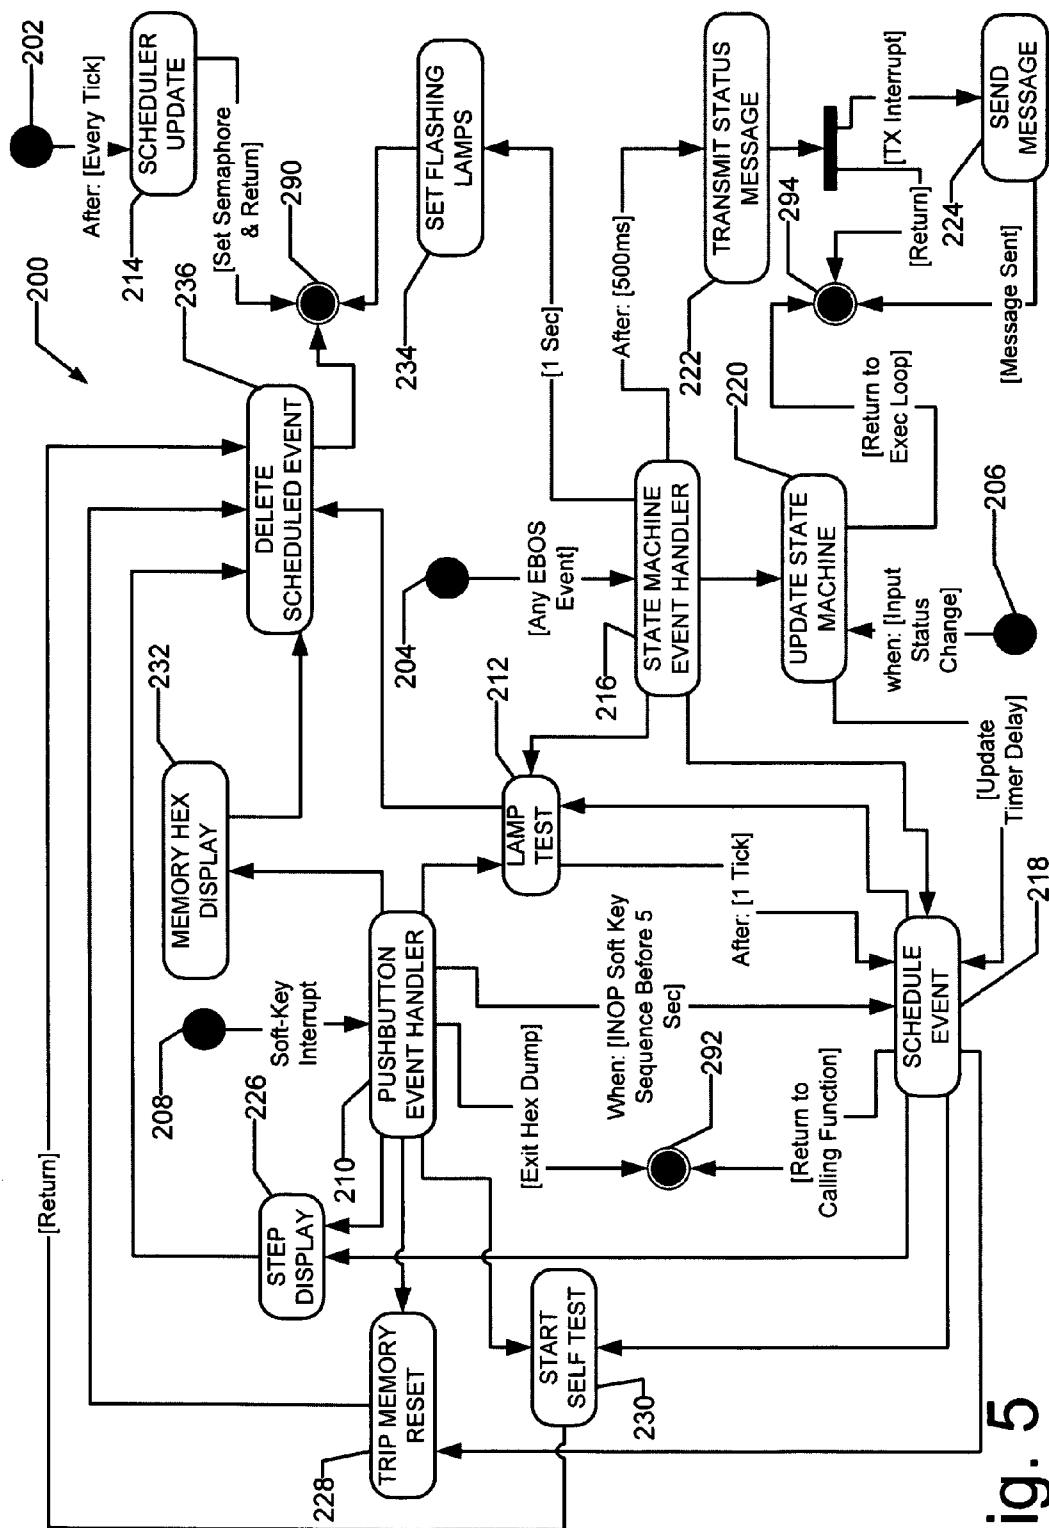 200
202
After: [Every Tick]
SCHEDULER
UPDATE
214
[Set Semaphore
& Return]
290
236
DELETE
SCHEDULED EVENT
SET FLASHING
LAMPS
234
[1 Sec]
[Return]
232
MEMORY HEX
DISPLAY
208
Soft-Key
Interrupt
226
STEP
DISPLAY
210
PUSHBUTTON
EVENT HANDLER
TRIP MEMORY
RESET
228
START
SELF TEST
230
[Exit Hex Dump]
292
When: [INOP Soft Key
Sequence Before 5
Sec]
212
LAMP
TEST
After: [1 Tick]
204
[Any EBOS
Event]
216
STATE MACHINE
EVENT HANDLER
After: [500ms]
222
TRANSMIT STATUS
MESSAGE
220
UPDATE STATE
MACHINE
294
[Return to
Exec Loop]
[Return]
[TX Interrupt]
224
SEND
MESSAGE
[Message Sent]
206
when: [Input
Status
Change]
[Update
Timer Delay]
218
SCHEDULE
EVENT
[Return to
Calling Function]
ig. 5